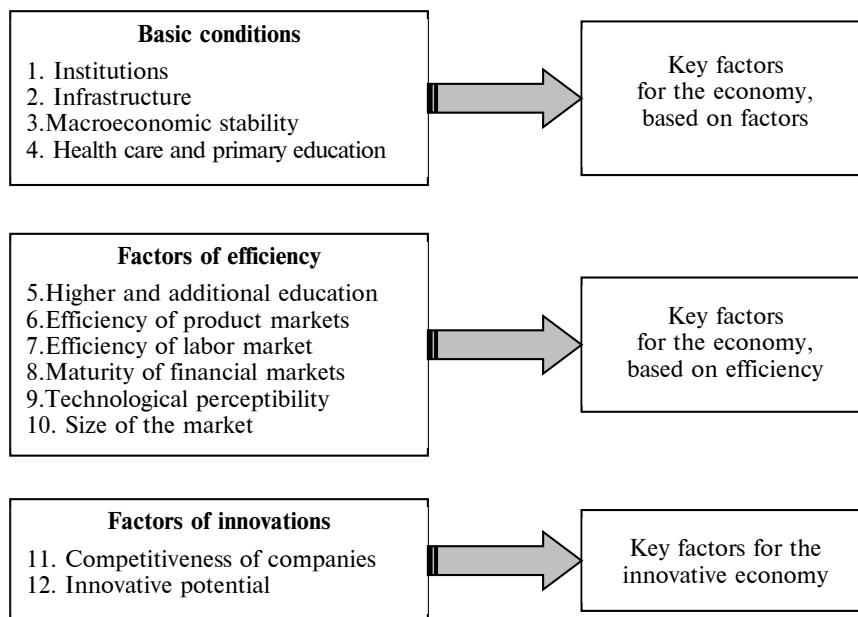 Basic conditions
1. Institutions
2. Infrastructure
3.Macroeconomic stability
4. Health care and primary education
Key factors
for the economy,
based on factors
Factors of efficiency
5.Higher and additional education
6.Efficiency of product markets
7.Efficiency of labor market
8.Maturity of financial markets
9.Technological perceptibility
10. Size of the market
Key factors
for the economy,
based on efficiency
Factors of innovations
11. Competitiveness of companies
12. Innovative potential
Key factors for the
innovative economy